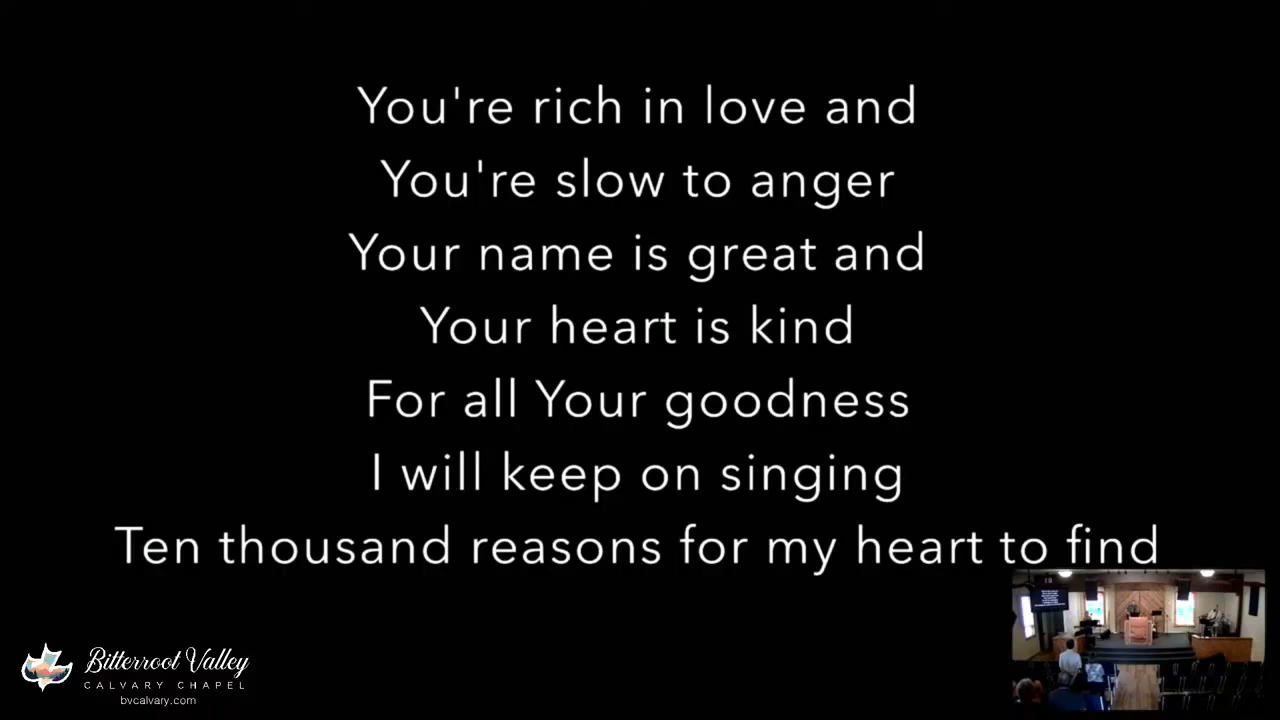 You're rich in love and
You're slow to anger
Your name is great and
Your heart is kind
For all Your goodness
I will keep on singing
Ten thousand reasons for my heart to find
Bitterroot Valley
CALVARY CHAPEL
bvcalvary.com